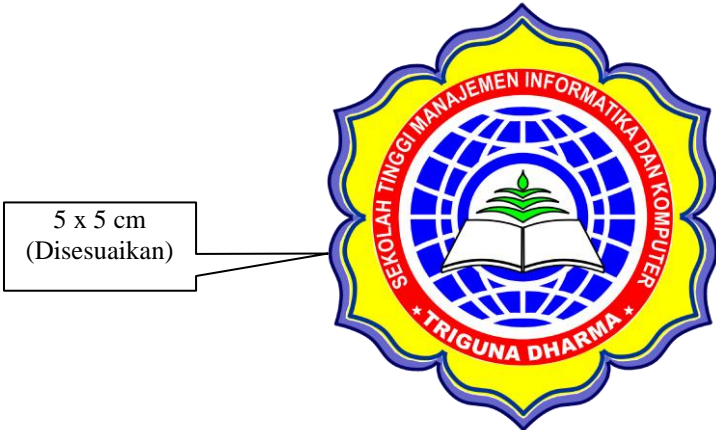 5 x 5 cm
(Disesuaikan)
SEKOLAH TINGGI MANAJEMEN INFORMATIKA DAN KOMPUTER
★ TRIGUNA DHARMA ★